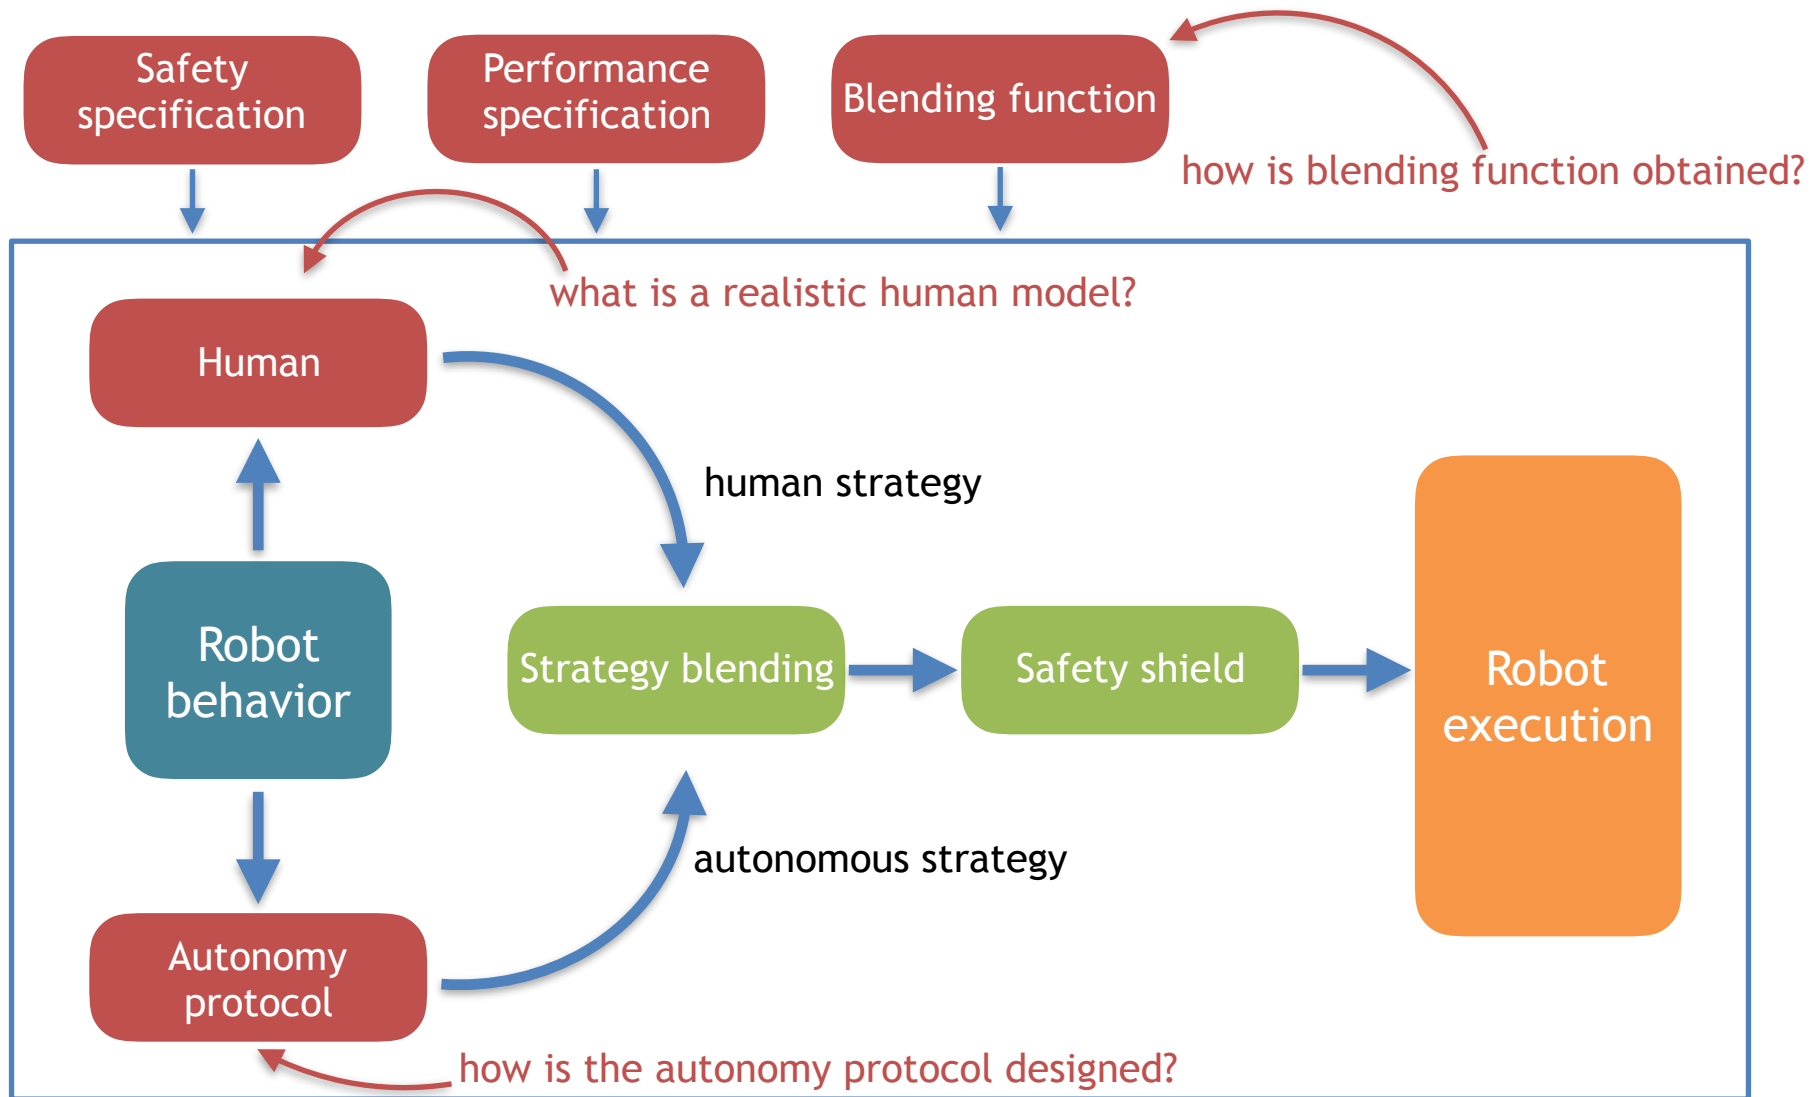 Safety
specification
Performance
specification
Blending function
how is blending function obtained?
what is a realistic human model?
Human
human strategy
Robot
behavior
Strategy blending
Safety shield
Robot
execution
autonomous strategy
Autonomy
protocol
how is the autonomy protocol designed?